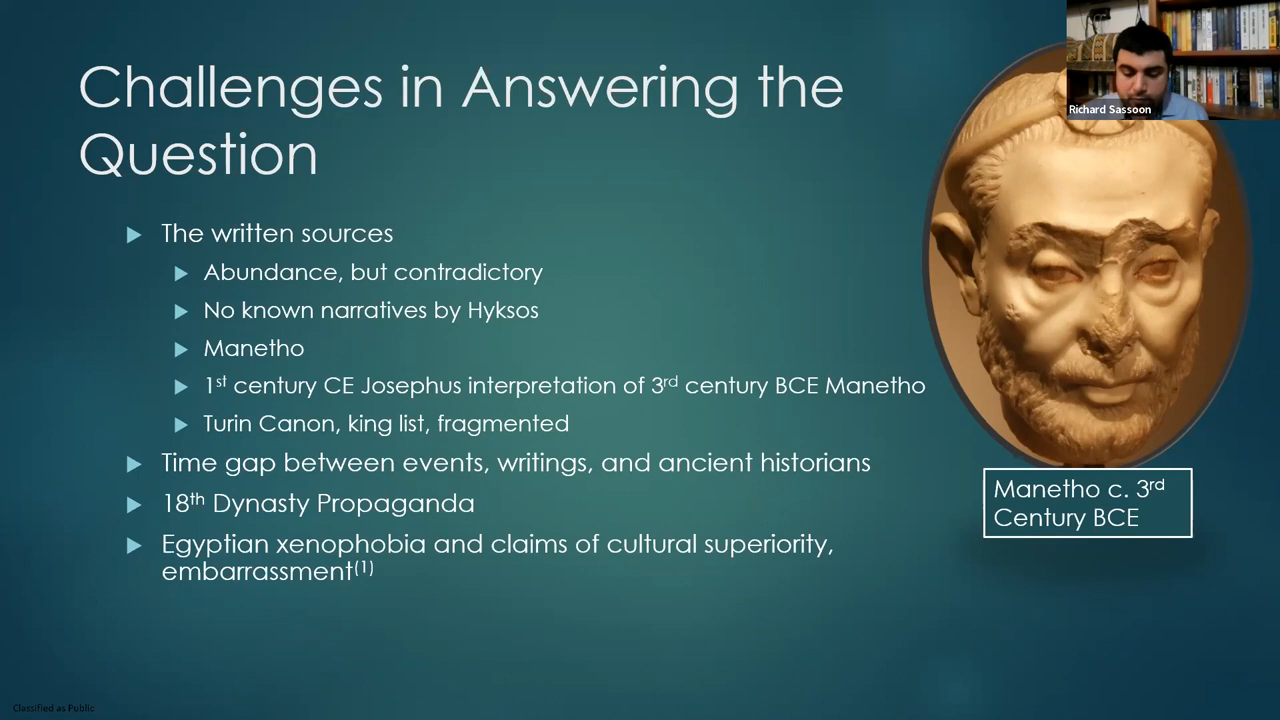 Challenges in Answering the
Question
The written sources
Abundance, but contradictory
No known narratives by Hyksos
Manetho
1st century CE Josephus interpretation of 3rd century BCE Manetho
Turin Canon, king list, fragmented
Time gap between events, writings, and ancient historians
18th Dynasty Propaganda
Egyptian xenophobia and claims of cultural superiority,
embarrassment(1)
Richard Sassoon
Manetho c. 3rd
Century BCE
Classified as Public